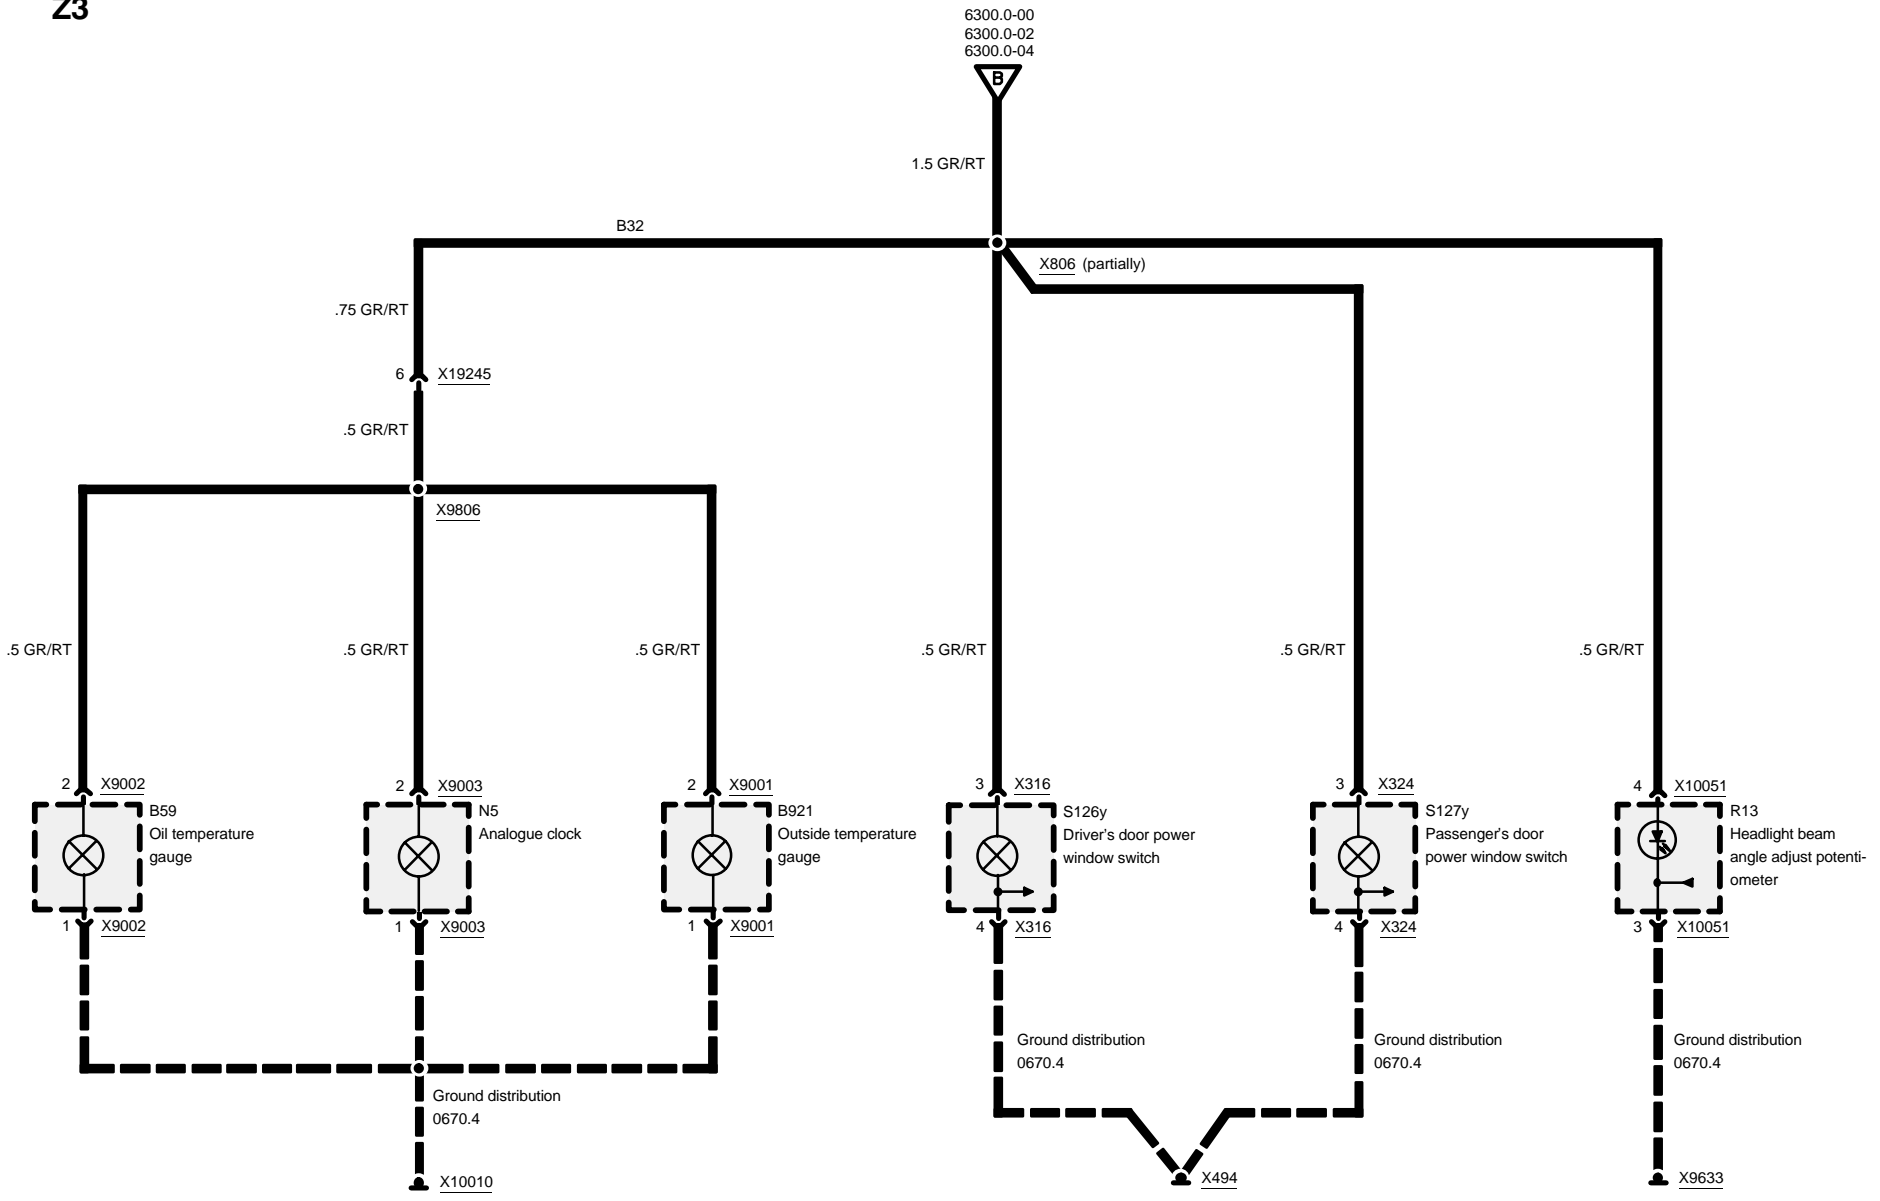 Z3
6300.0-00
6300.0-02
6300.0-04
B
1.5 GR/RT
B32
X806 (partially)
.75 GR/RT
6 X19245
.5 GR/RT
X9806
.5 GR/RT
.5 GR/RT
.5 GR/RT
.5 GR/RT
.5 GR/RT
.5 GR/RT
2 X9002
2 X9003
2 X9001
3 X316
3 X324
4 X10051
B59
Oil temperature
gauge
N5
Analogue clock
B921
Outside temperature
gauge
S126y
Driver's door power
window switch
S127y
Passenger's door
power window switch
R13
Headlight beam
angle adjust potenti-
ometer
1 X9002
1 X9003
1 X9001
4 X316
4 X324
3 X10051
Ground distribution
0670.4
Ground distribution
0670.4
Ground distribution
0670.4
Ground distribution
0670.4
X10010
X494
X9633